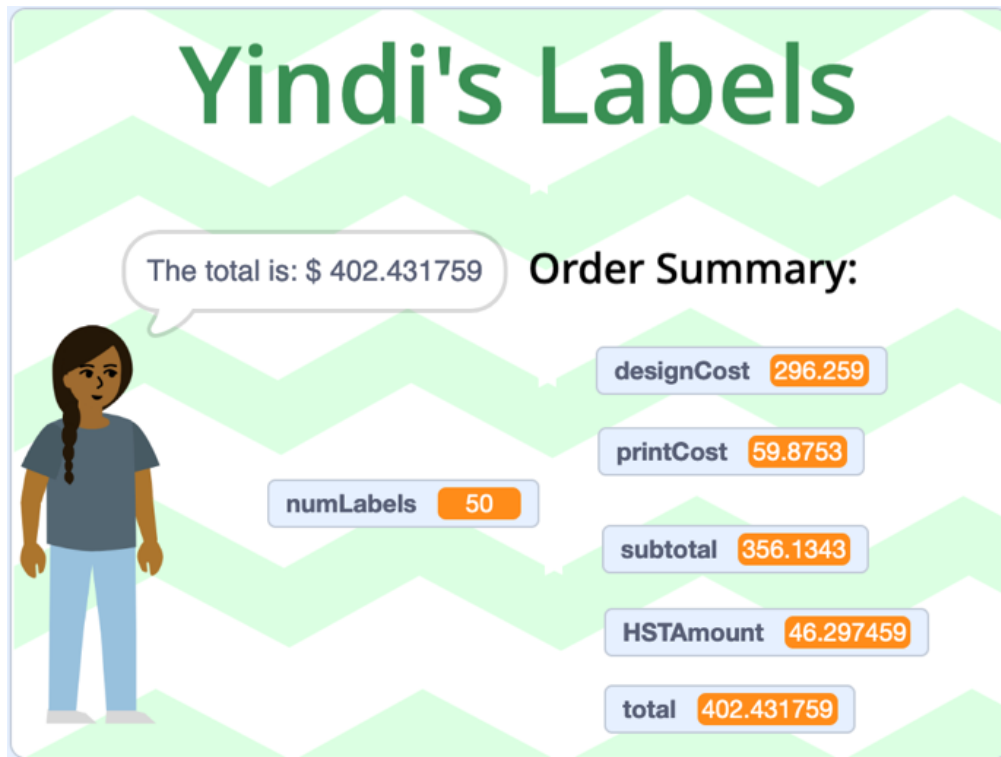 Yindi's Labels
The total is: $ 402.431759
Order Summary:
designCost 296.259
printCost 59.8753
numLabels 50
subtotal 356.1343
HSTAmount 46.297459
total 402.431759